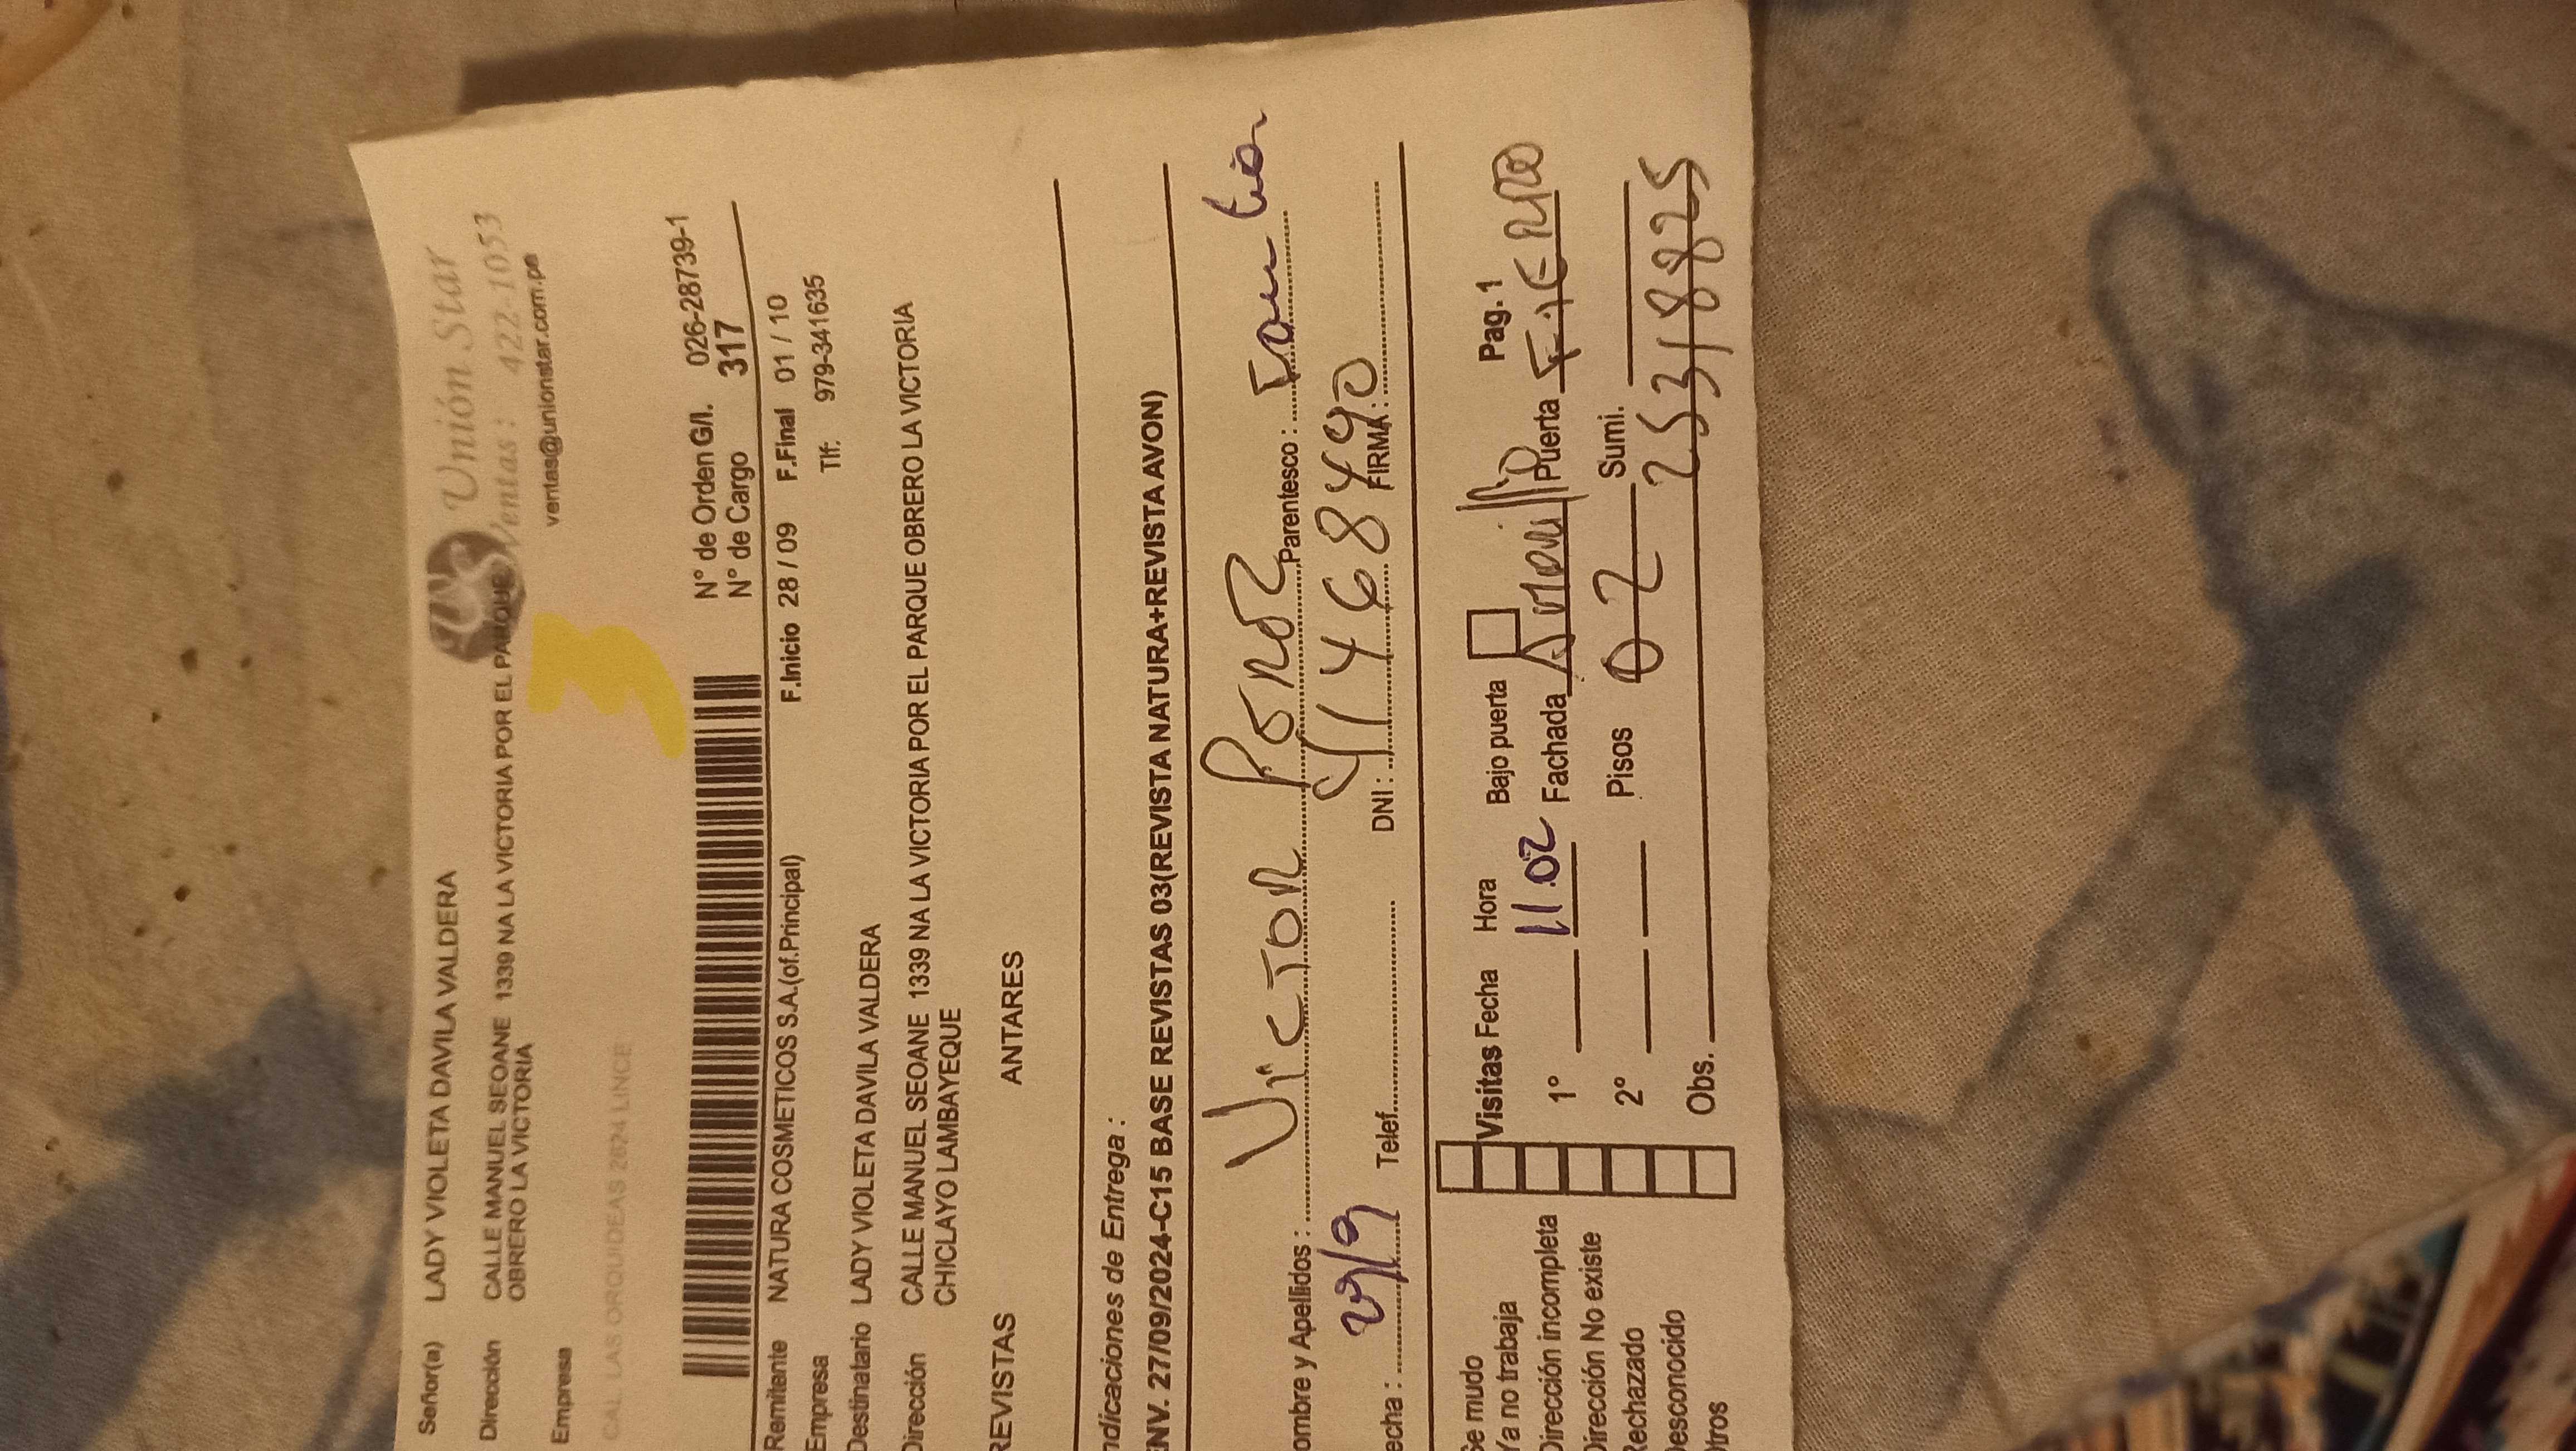 Señor(a) LADY VIOLETA DAVILA VALDERA
Unión Star
Dirección CALLE MANUEL SEOANE 1339 NA LA VICTORIA POR EL PARQUE
OBRERO LA VICTORIA
Ventas : 422-1053
ventas@unionstar.com.pe
Empresa
CAL. LAS ORQUIDEAS 2624 LINCE
3
N° de Orden G/I. 026-28739-1
N° de Cargo 317
Remitente NATURA COSMETICOS S.A.(of.Principal) F.Inicio 28 / 09 F.Final 01 / 10
Empresa Tlf: 979-341635
Destinatario LADY VIOLETA DAVILA VALDERA
Dirección CALLE MANUEL SEOANE 1339 NA LA VICTORIA POR EL PARQUE OBRERO LA VICTORIA
CHICLAYO LAMBAYEQUE
REVISTAS ANTARES
ndicaciones de Entrega :
ENV. 27/09/2024-C15 BASE REVISTAS 03(REVISTA NATURA+REVISTA AVON)
ombre y Apellidos : VICTOR Parentesco :
echa : Telef. DNI : 41468490 FIRMA :
Se mudo Visitas Fecha Hora Bajo puerta Pag. 1
Ya no trabaja
Dirección incompleta 1° 11.02 Fachada Amarillo Puerta Fierro
Dirección No existe
Rechazado 2° Pisos 02 Sumi.
Desconocido 25318825
Otros Obs.